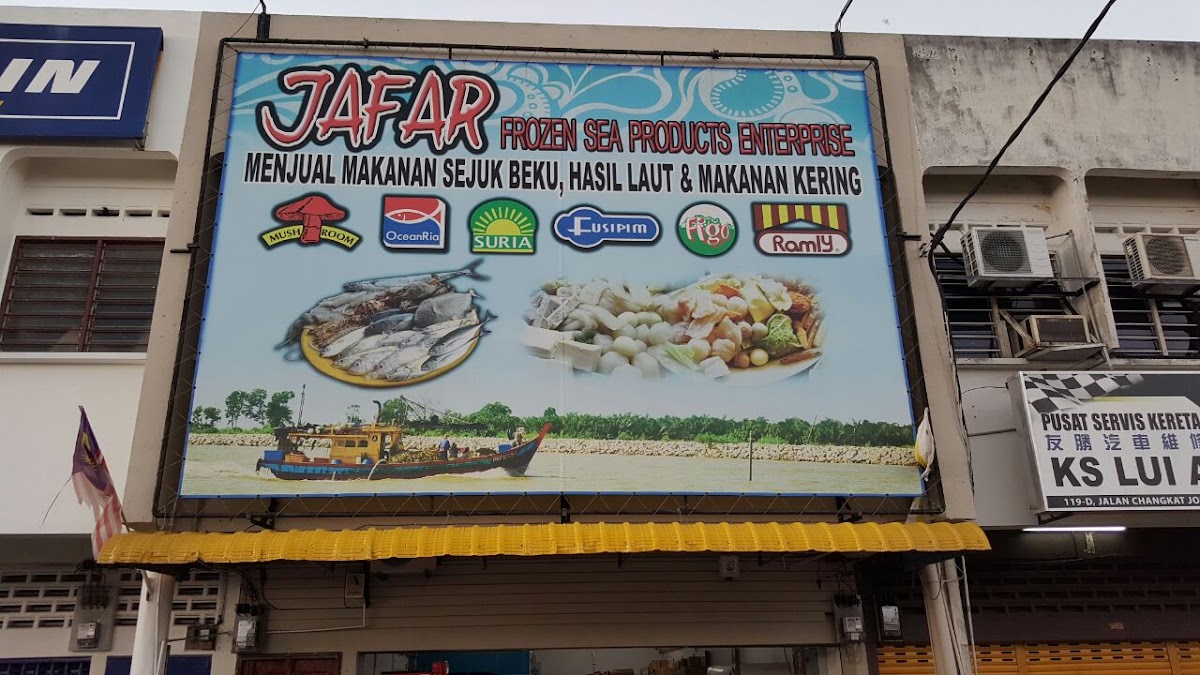 IN
JAFAR FROZEN SEA PRODUCTS ENTERPRISE
MENJUAL MAKANAN SEJUK BEKU, HASIL LAUT & MAKANAN KERING
MUSHROOM
OceanRia
SURIA
FUSIPIM
Figo
RAMLY
PUSAT SERVIS KERETA
友勝汽車維
KS LUI A
119-D, JALAN CHANGKAT JO